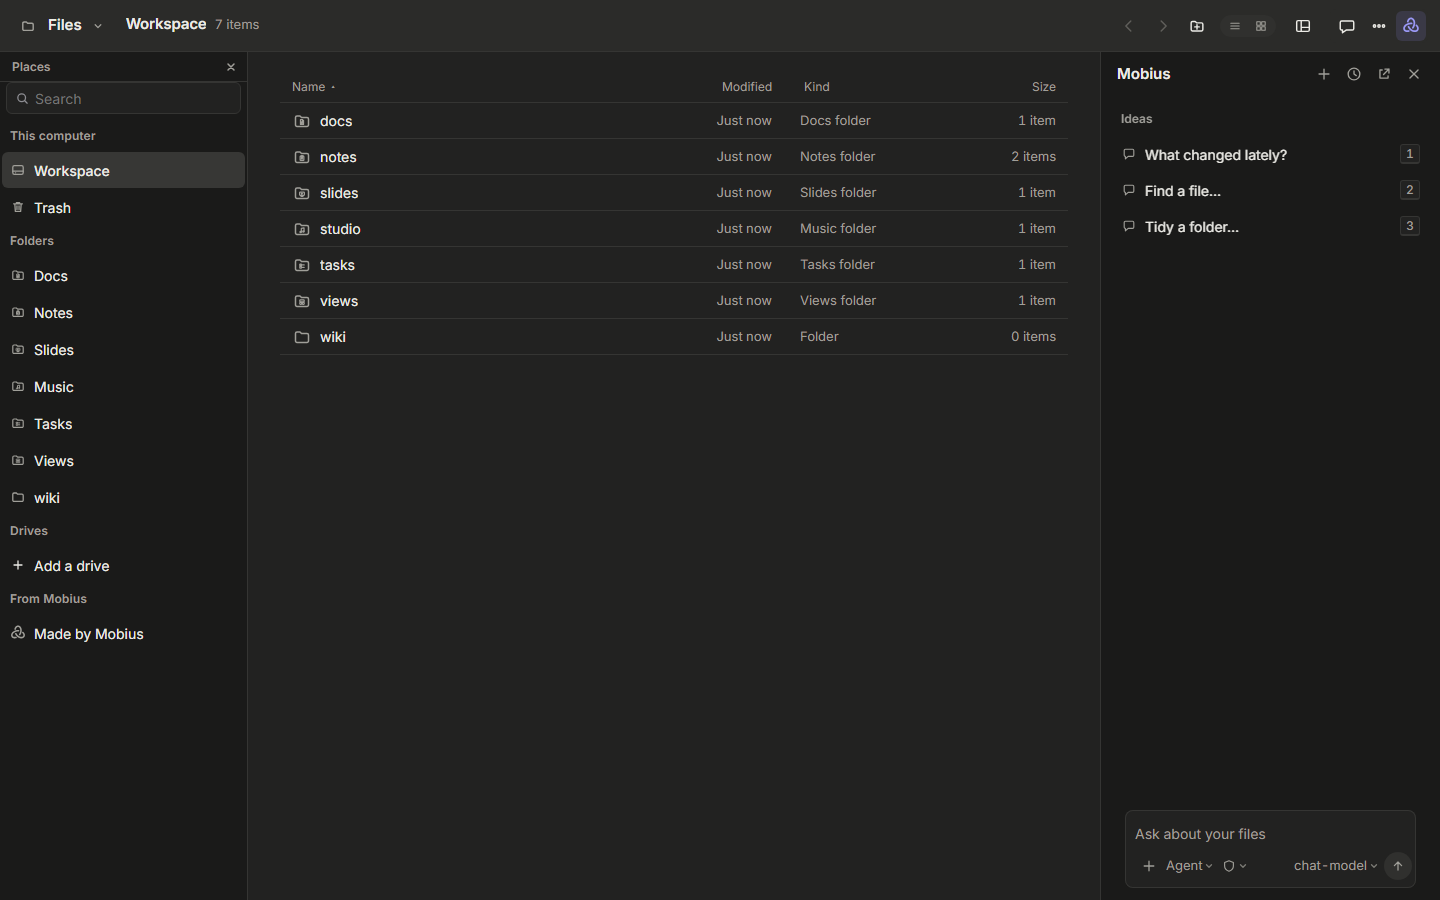 Files
Workspace 7 items
Places
Search
This computer
Workspace
Trash
Folders
Docs
Notes
Slides
Music
Tasks
Views
wiki
Drives
Add a drive
From Mobius
Made by Mobius
Name Modified Kind Size
docs Just now Docs folder 1 item
notes Just now Notes folder 2 items
slides Just now Slides folder 1 item
studio Just now Music folder 1 item
tasks Just now Tasks folder 1 item
views Just now Views folder 1 item
wiki Just now Folder 0 items
Mobius
Ideas
What changed lately? 1
Find a file... 2
Tidy a folder... 3
Ask about your files
Agent chat-model